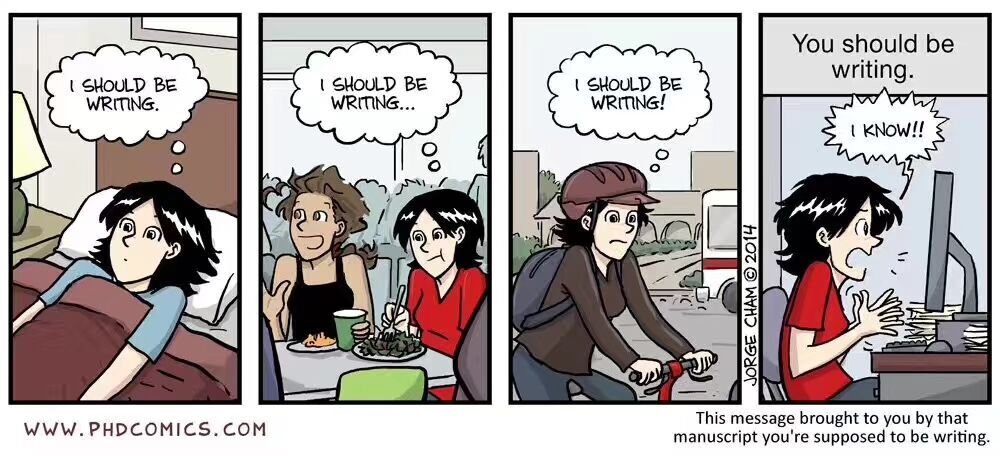 I SHOULD BE
WRITING.
I SHOULD BE
WRITING...
I SHOULD BE
WRITING!
You should be
writing.
I KNOW!!
JORGE CHAM © 2014
WWW.PHDCOMICS.COM
This message brought to you by that
manuscript you're supposed to be writing.